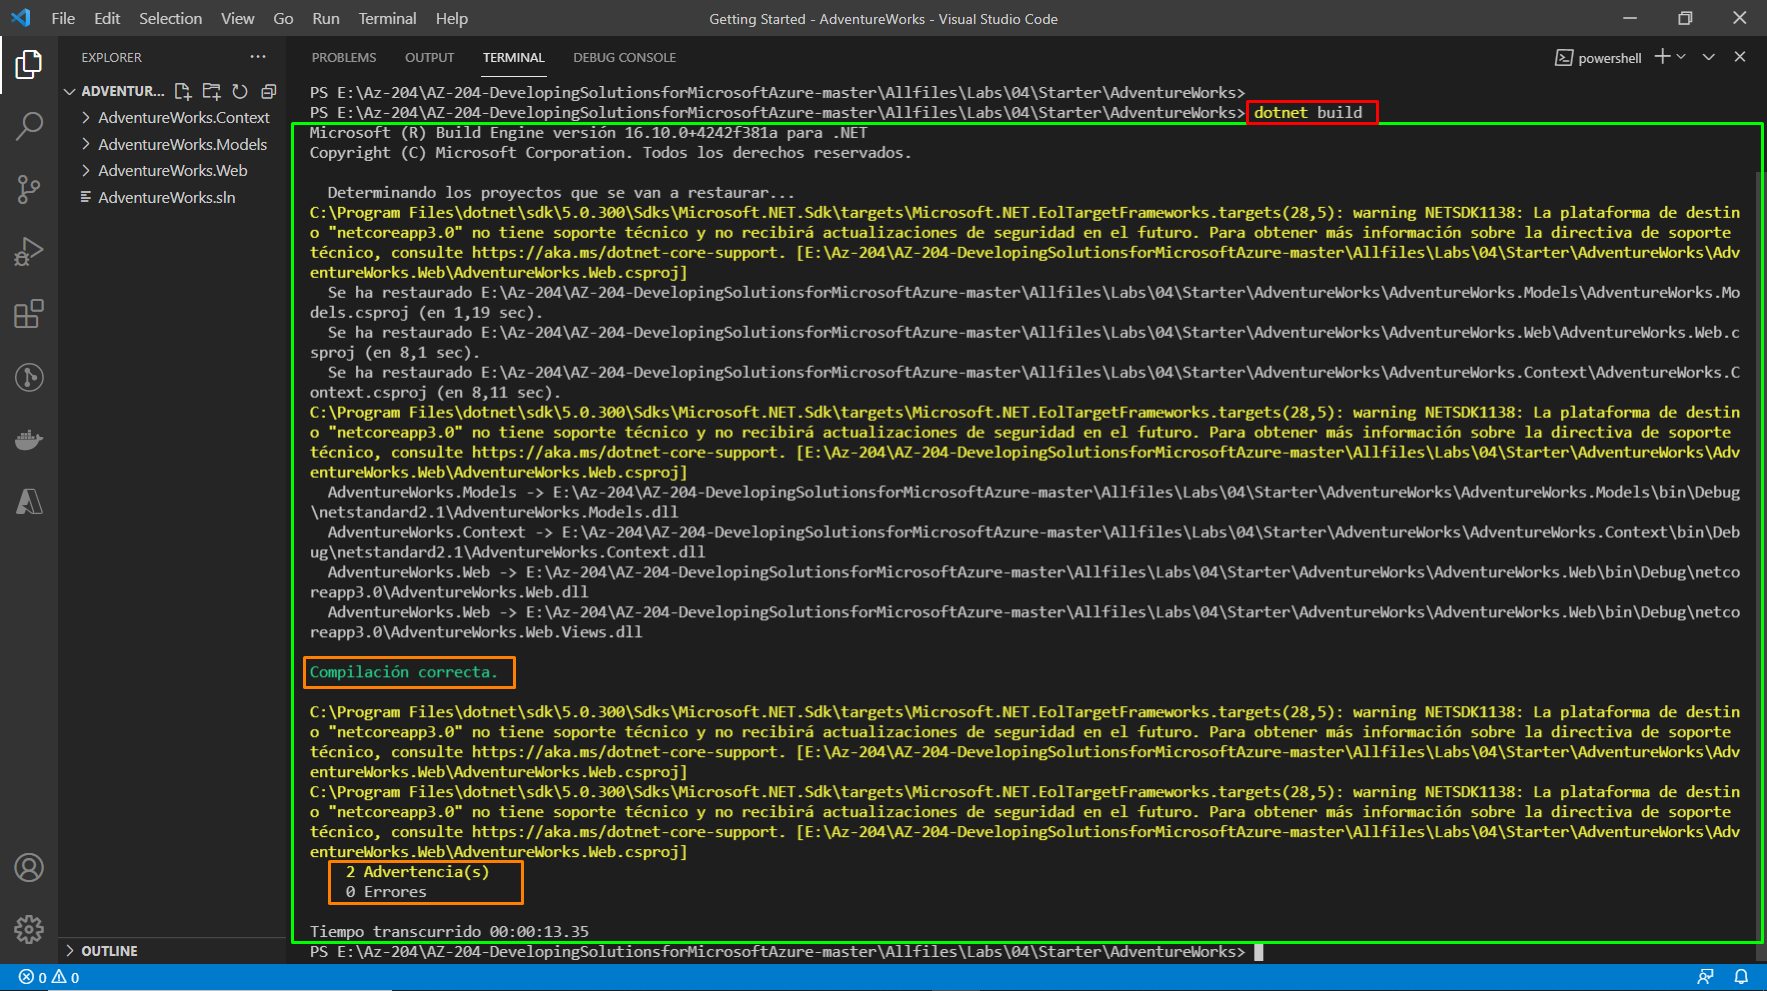 File Edit Selection View Go Run Terminal Help
Getting Started - AdventureWorks - Visual Studio Code
EXPLORER
ADVENTUR...
AdventureWorks.Context
AdventureWorks.Models
AdventureWorks.Web
AdventureWorks.sln
OUTLINE
PROBLEMS OUTPUT TERMINAL DEBUG CONSOLE
powershell
PS E:\Az-204\AZ-204-DevelopingSolutionsforMicrosoftAzure-master\Allfiles\Labs\04\Starter\AdventureWorks>
PS E:\Az-204\AZ-204-DevelopingSolutionsforMicrosoftAzure-master\Allfiles\Labs\04\Starter\AdventureWorks> dotnet build
Microsoft (R) Build Engine versión 16.10.0+4242f381a para .NET
Copyright (C) Microsoft Corporation. Todos los derechos reservados.
Determinando los proyectos que se van a restaurar...
C:\Program Files\dotnet\sdk\5.0.300\Sdks\Microsoft.NET.Sdk\targets\Microsoft.NET.EolTargetFrameworks.targets(28,5): warning NETSDK1138: La plataforma de destin
o "netcoreapp3.0" no tiene soporte técnico y no recibirá actualizaciones de seguridad en el futuro. Para obtener más información sobre la directiva de soporte
técnico, consulte https://aka.ms/dotnet-core-support. [E:\Az-204\AZ-204-DevelopingSolutionsforMicrosoftAzure-master\Allfiles\Labs\04\Starter\AdventureWorks\Adv
entureWorks.Web\AdventureWorks.Web.csproj]
Se ha restaurado E:\Az-204\AZ-204-DevelopingSolutionsforMicrosoftAzure-master\Allfiles\Labs\04\Starter\AdventureWorks\AdventureWorks.Models\AdventureWorks.Mo
dels.csproj (en 1,19 sec).
Se ha restaurado E:\Az-204\AZ-204-DevelopingSolutionsforMicrosoftAzure-master\Allfiles\Labs\04\Starter\AdventureWorks\AdventureWorks.Web\AdventureWorks.Web.c
sproj (en 8,1 sec).
Se ha restaurado E:\Az-204\AZ-204-DevelopingSolutionsforMicrosoftAzure-master\Allfiles\Labs\04\Starter\AdventureWorks\AdventureWorks.Context\AdventureWorks.C
ontext.csproj (en 8,11 sec).
C:\Program Files\dotnet\sdk\5.0.300\Sdks\Microsoft.NET.Sdk\targets\Microsoft.NET.EolTargetFrameworks.targets(28,5): warning NETSDK1138: La plataforma de destin
o "netcoreapp3.0" no tiene soporte técnico y no recibirá actualizaciones de seguridad en el futuro. Para obtener más información sobre la directiva de soporte
técnico, consulte https://aka.ms/dotnet-core-support. [E:\Az-204\AZ-204-DevelopingSolutionsforMicrosoftAzure-master\Allfiles\Labs\04\Starter\AdventureWorks\Adv
entureWorks.Web\AdventureWorks.Web.csproj]
AdventureWorks.Models -> E:\Az-204\AZ-204-DevelopingSolutionsforMicrosoftAzure-master\Allfiles\Labs\04\Starter\AdventureWorks\AdventureWorks.Models\bin\Debug
\netstandard2.1\AdventureWorks.Models.dll
AdventureWorks.Context -> E:\Az-204\AZ-204-DevelopingSolutionsforMicrosoftAzure-master\Allfiles\Labs\04\Starter\AdventureWorks\AdventureWorks.Context\bin\Deb
ug\netstandard2.1\AdventureWorks.Context.dll
AdventureWorks.Web -> E:\Az-204\AZ-204-DevelopingSolutionsforMicrosoftAzure-master\Allfiles\Labs\04\Starter\AdventureWorks\AdventureWorks.Web\bin\Debug\netco
reapp3.0\AdventureWorks.Web.dll
AdventureWorks.Web -> E:\Az-204\AZ-204-DevelopingSolutionsforMicrosoftAzure-master\Allfiles\Labs\04\Starter\AdventureWorks\AdventureWorks.Web\bin\Debug\netco
reapp3.0\AdventureWorks.Web.Views.dll
Compilación correcta.
C:\Program Files\dotnet\sdk\5.0.300\Sdks\Microsoft.NET.Sdk\targets\Microsoft.NET.EolTargetFrameworks.targets(28,5): warning NETSDK1138: La plataforma de destin
o "netcoreapp3.0" no tiene soporte técnico y no recibirá actualizaciones de seguridad en el futuro. Para obtener más información sobre la directiva de soporte
técnico, consulte https://aka.ms/dotnet-core-support. [E:\Az-204\AZ-204-DevelopingSolutionsforMicrosoftAzure-master\Allfiles\Labs\04\Starter\AdventureWorks\Adv
entureWorks.Web\AdventureWorks.Web.csproj]
C:\Program Files\dotnet\sdk\5.0.300\Sdks\Microsoft.NET.Sdk\targets\Microsoft.NET.EolTargetFrameworks.targets(28,5): warning NETSDK1138: La plataforma de destin
o "netcoreapp3.0" no tiene soporte técnico y no recibirá actualizaciones de seguridad en el futuro. Para obtener más información sobre la directiva de soporte
técnico, consulte https://aka.ms/dotnet-core-support. [E:\Az-204\AZ-204-DevelopingSolutionsforMicrosoftAzure-master\Allfiles\Labs\04\Starter\AdventureWorks\Adv
entureWorks.Web\AdventureWorks.Web.csproj]
2 Advertencia(s)
0 Errores
Tiempo transcurrido 00:00:13.35
PS E:\Az-204\AZ-204-DevelopingSolutionsforMicrosoftAzure-master\Allfiles\Labs\04\Starter\AdventureWorks>
0 0